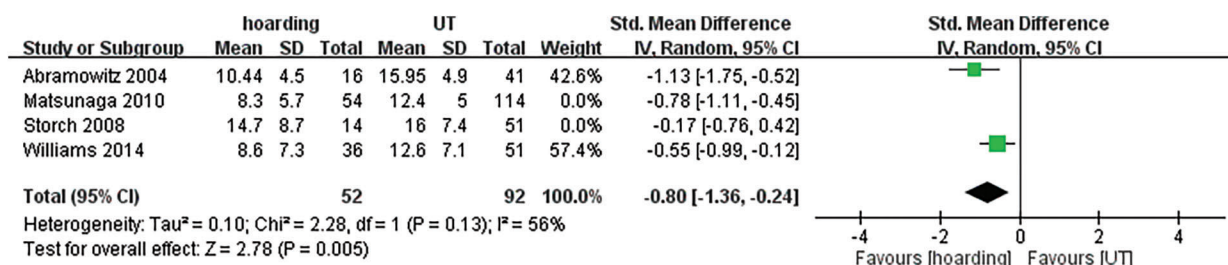 hoarding UT Std. Mean Difference Std. Mean Difference
Study or Subgroup Mean SD Total Mean SD Total Weight IV, Random, 95% CI IV, Random, 95% CI
Abramowitz 2004 10.44 4.5 16 15.95 4.9 41 42.6% -1.13 [-1.75, -0.52]
Matsunaga 2010 8.3 5.7 54 12.4 5 114 0.0% -0.78 [-1.11, -0.45]
Storch 2008 14.7 8.7 14 16 7.4 51 0.0% -0.17 [-0.76, 0.42]
Williams 2014 8.6 7.3 36 12.6 7.1 51 57.4% -0.55 [-0.99, -0.12]
Total (95% CI) 52 92 100.0% -0.80 [-1.36, -0.24]
Heterogeneity: Tau² = 0.10; Chi² = 2.28, df = 1 (P = 0.13); I² = 56%
Test for overall effect: Z = 2.78 (P = 0.005)
-4 -2 0 2 4
Favours [hoarding] Favours [UT]